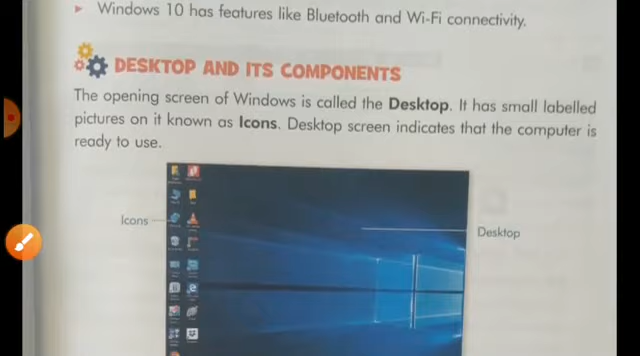 ▸ Windows 10 has features like Bluetooth and Wi-Fi connectivity.
DESKTOP AND ITS COMPONENTS
The opening screen of Windows is called the Desktop. It has small labelled
pictures on it known as Icons. Desktop screen indicates that the computer is
ready to use.
Icons
Desktop